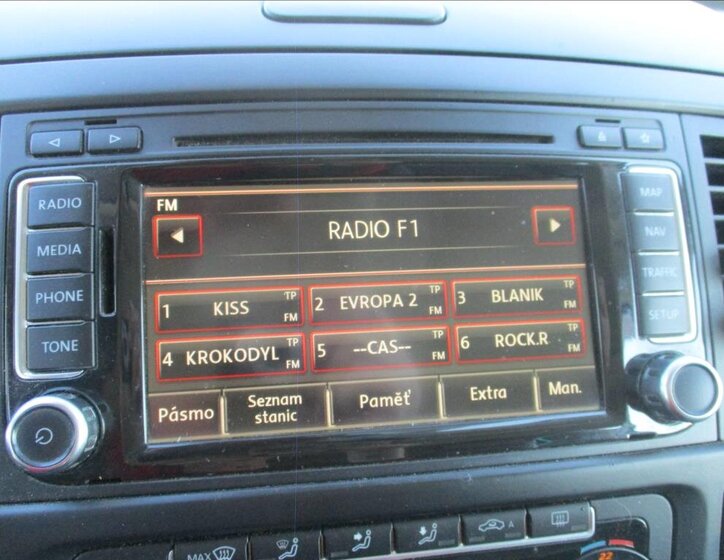 RADIO
MEDIA
PHONE
TONE
FM
RADIO F1
1 KISS TP FM
2 EVROPA 2 TP FM
3 BLANIK TP FM
4 KROKODYL TP FM
5 --CAS-- TP FM
6 ROCK.R TP FM
Pásmo
Seznam
stanic
Paměť
Extra
Man.
MAP
NAV
TRAFFIC
SETUP
MAX
A
22